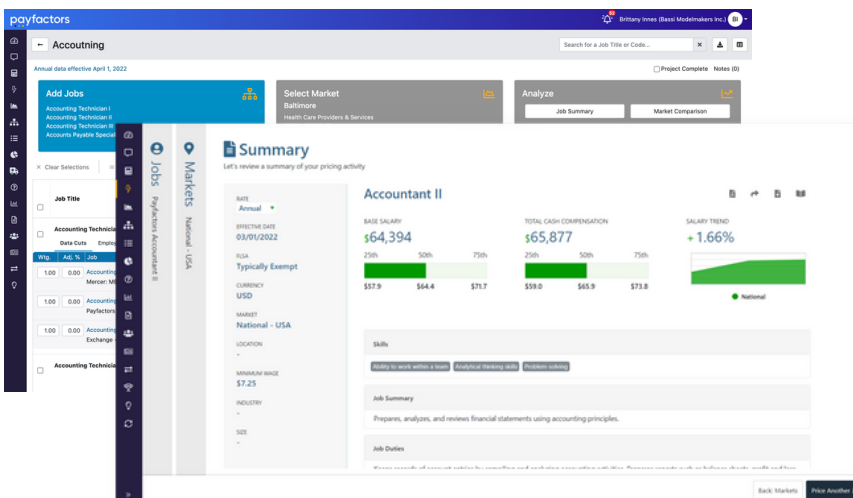 payfactors
62
Brittany Innes (Bassi Modelmakers Inc.) BI
← Accoutning
Search for a Job Title or Code...
Annual data effective April 1, 2022
Project Complete Notes (0)
Add Jobs
Accounting Technician I
Accounting Technician II
Accounting Technician III
Accounts Payable Special
Select Market
Baltimore
Health Care Providers & Services
Analyze
Job Summary
Market Comparison
× Clear Selections
Job Title
Accounting Technicia
Data Cuts Employ
Wtg. Adj. % Job
1.00 0.00 Accounting
Mercer: ME
1.00 0.00 Accounting
Payfactors
1.00 0.00 Accounting
Exchange
Accounting Technicia
Jobs Payfactors Accountant II
Markets National - USA
Summary
Let's review a summary of your pricing activity
RATE
Annual
EFFECTIVE DATE
03/01/2022
FLSA
Typically Exempt
CURRENCY
USD
MARKET
National - USA
LOCATION
-
MINIMUM WAGE
$7.25
INDUSTRY
-
SIZE
-
Accountant II
BASE SALARY
$64,394
25th 50th 75th
$57.9 $64.4 $71.7
TOTAL CASH COMPENSATION
$65,877
25th 50th 75th
$59.0 $65.9 $73.8
SALARY TREND
+ 1.66%
National
Skills
Ability to work within a team Analytical thinking skills Problem-solving
Job Summary
Prepares, analyzes, and reviews financial statements using accounting principles.
Job Duties
Back: Markets
Price Another